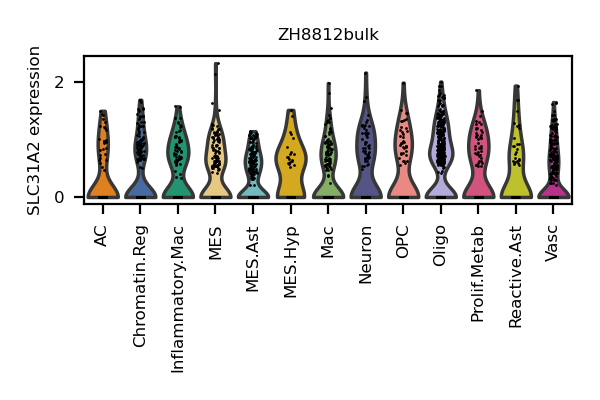 ZH8812bulk
SLC31A2 expression
2
0
AC
Chromatin.Reg
Inflammatory.Mac
MES
MES.Ast
MES.Hyp
Mac
Neuron
OPC
Oligo
Prolif.Metab
Reactive.Ast
Vasc